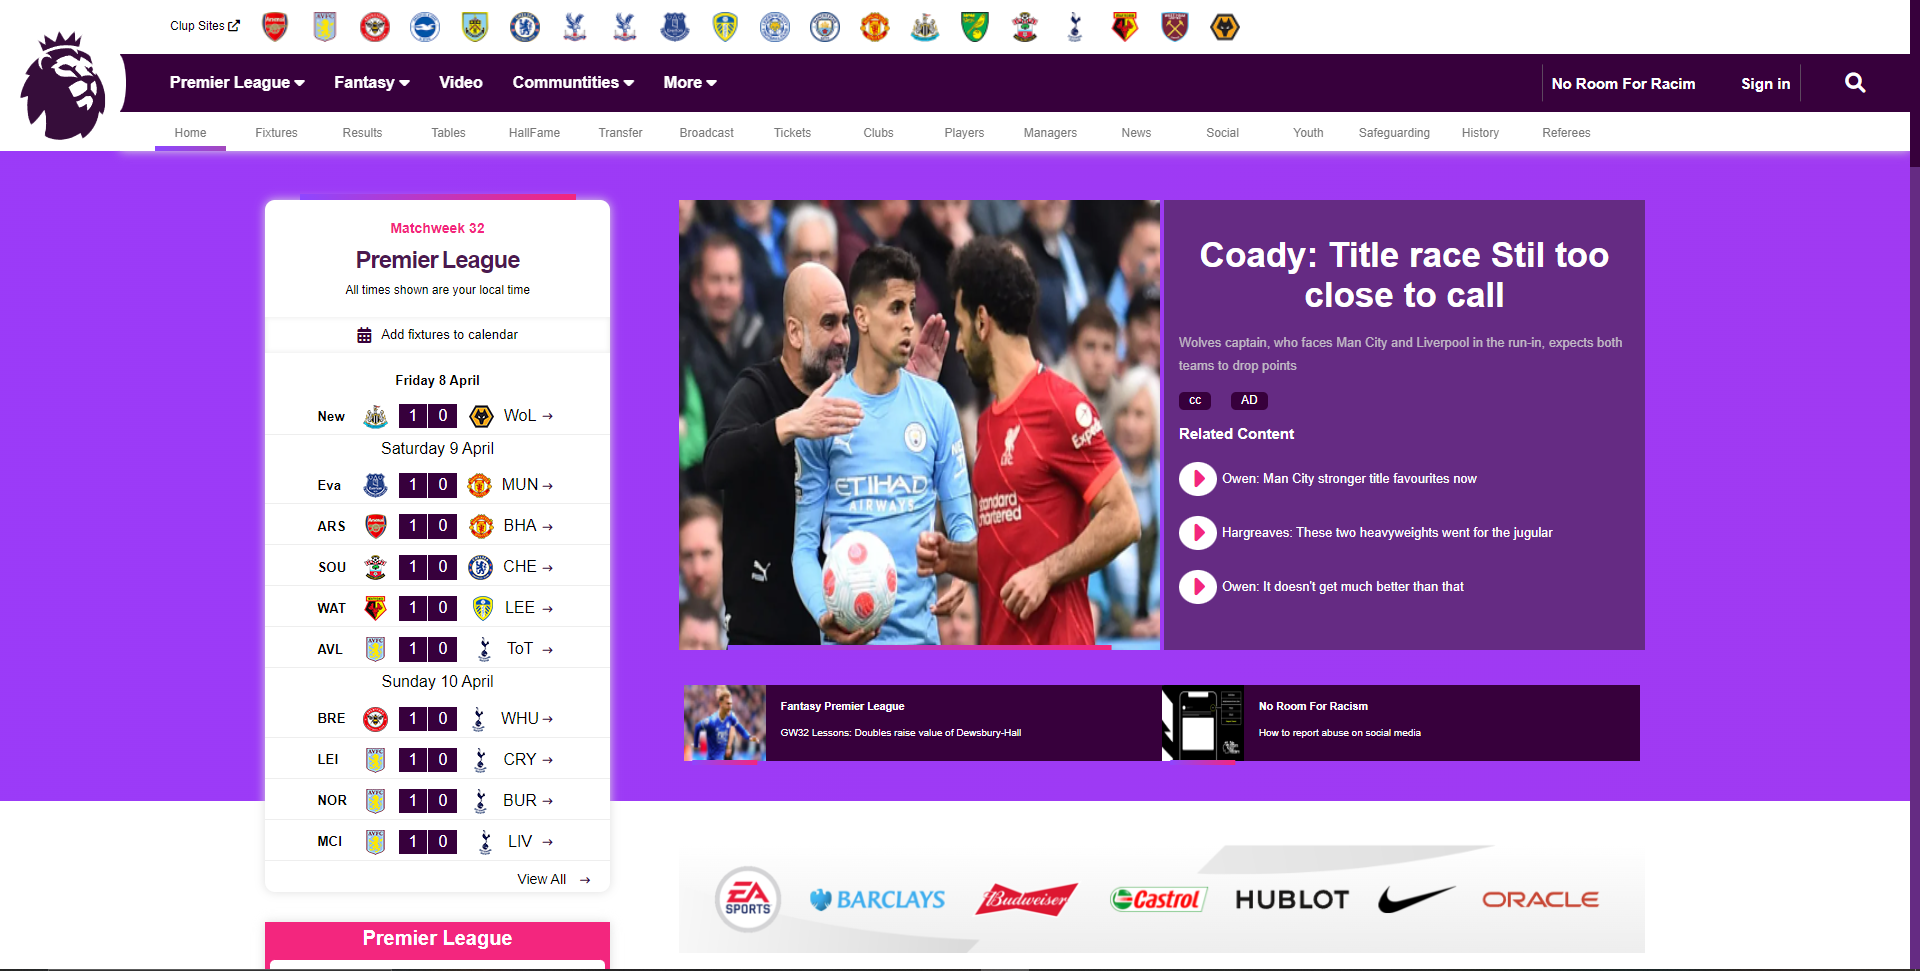 Clup Sites
Premier League
Fantasy
Video
Communtities
More
No Room For Racim
Sign in
Home
Fixtures
Results
Tables
HallFame
Transfer
Broadcast
Tickets
Clubs
Players
Managers
News
Social
Youth
Safeguarding
History
Referees
Matchweek 32
Premier League
All times shown are your local time
Add fixtures to calendar
Friday 8 April
New 1 0 WoL →
Saturday 9 April
Eva 1 0 MUN →
ARS 1 0 BHA →
SOU 1 0 CHE →
WAT 1 0 LEE →
AVL 1 0 ToT →
Sunday 10 April
BRE 1 0 WHU →
LEI 1 0 CRY →
NOR 1 0 BUR →
MCI 1 0 LIV →
View All →
Premier League
ETIHAD
AIRWAYS
standard
chartered
Coady: Title race Stil too
close to call
Wolves captain, who faces Man City and Liverpool in the run-in, expects both
teams to drop points
cc
AD
Related Content
Owen: Man City stronger title favourites now
Hargreaves: These two heavyweights went for the jugular
Owen: It doesn't get much better than that
Fantasy Premier League
GW32 Lessons: Doubles raise value of Dewsbury-Hall
No Room For Racism
How to report abuse on social media
EA
SPORTS
BARCLAYS
Budweiser
Castrol
HUBLOT
ORACLE